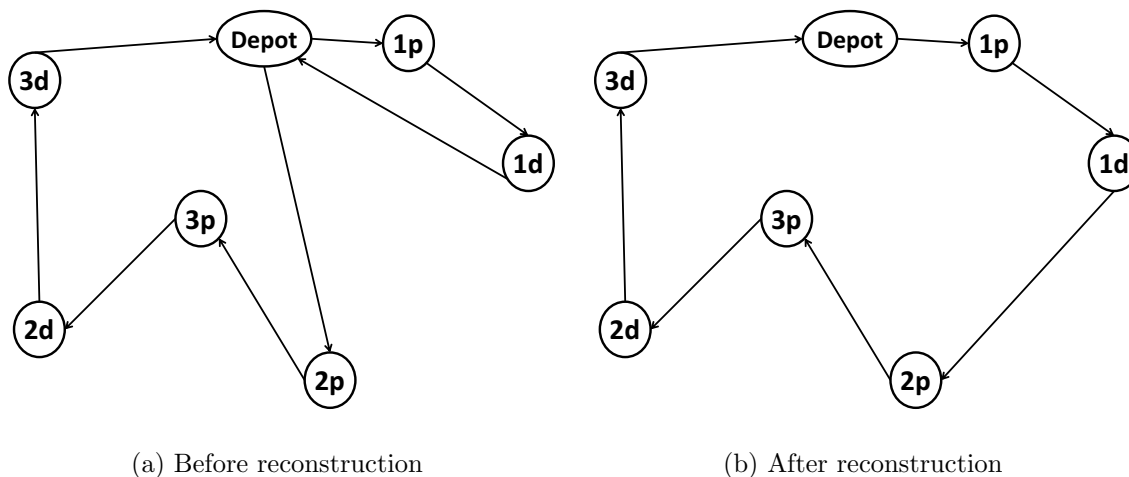 Depot
1p
3d
1d
3p
2d
2p
(a) Before reconstruction
Depot
1p
3d
1d
3p
2d
2p
(b) After reconstruction